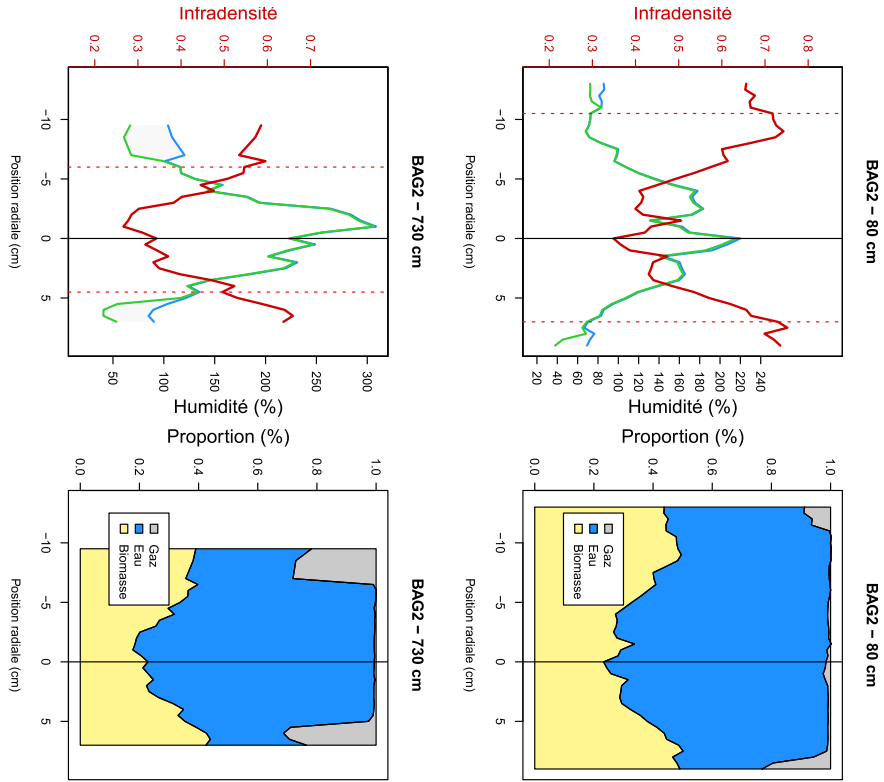 Infradensité
0.2 0.3 0.4 0.5 0.6 0.7
Position radiale (cm)
−10 −5 0 5
BAG2 − 730 cm
50 100 150 200 250 300
Humidité (%)
Infradensité
0.2 0.3 0.4 0.5 0.6 0.7 0.8
Position radiale (cm)
−10 −5 0 5
BAG2 − 80 cm
20 40 60 80 100 120 140 160 180 200 220 240
Humidité (%)
Proportion (%)
0.0 0.2 0.4 0.6 0.8 1.0
Position radiale (cm)
−10 −5 0 5
BAG2 − 730 cm
Gaz
Eau
Biomasse
Proportion (%)
0.0 0.2 0.4 0.6 0.8 1.0
Position radiale (cm)
−10 −5 0 5
BAG2 − 80 cm
Gaz
Eau
Biomasse